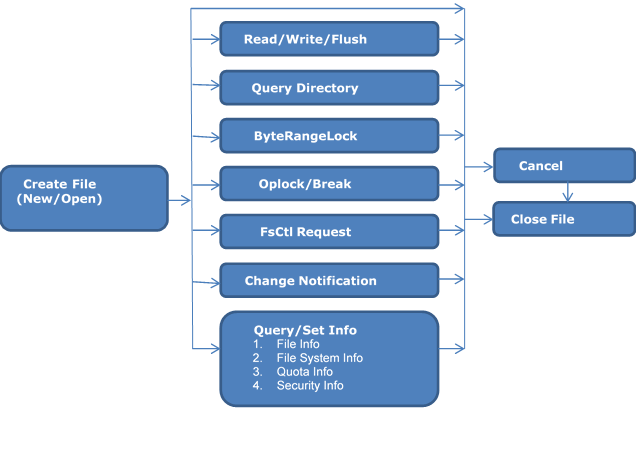 Read/Write/Flush
Query Directory
ByteRangeLock
Create File
(New/Open)
Oplock/Break
FsCtl Request
Change Notification
Query/Set Info
1. File Info
2. File System Info
3. Quota Info
4. Security Info
Cancel
Close File